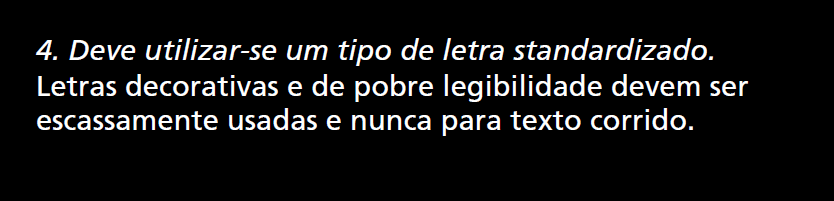 4. Deve utilizar-se um tipo de letra standardizado.
Letras decorativas e de pobre legibilidade devem ser
escassamente usadas e nunca para texto corrido.